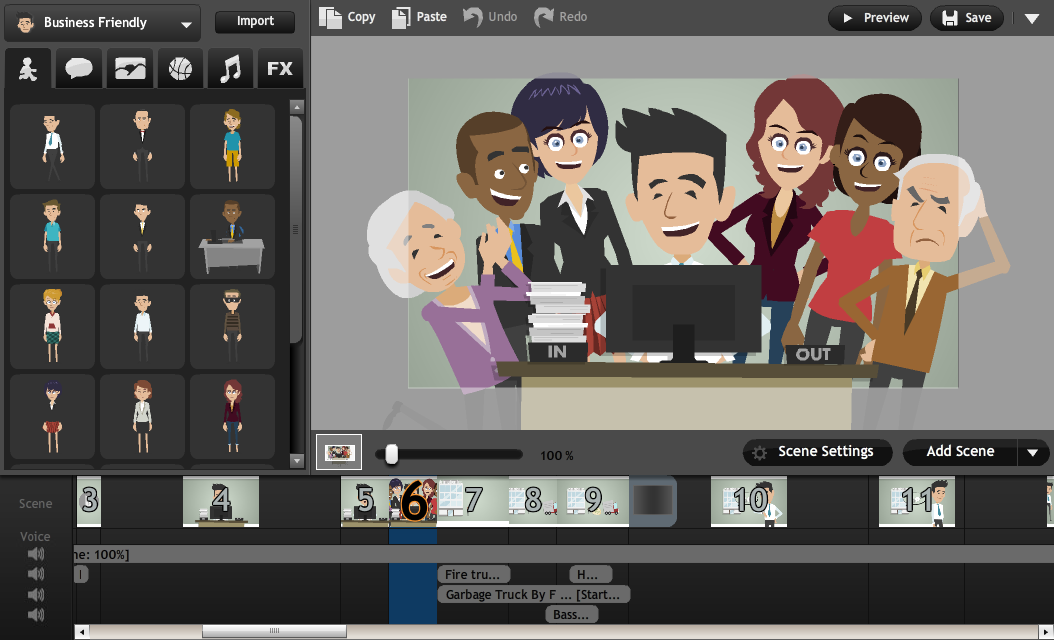 Business Friendly
Import
Copy
Paste
Undo
Redo
Preview
Save
FX
IN
OUT
100 %
Scene Settings
Add Scene
Scene
3
4
5
6
7
8
9
10
11
Voice
ne: 100%]
Fire tru...
H...
Garbage Truck By F ... [Start...
Bass...